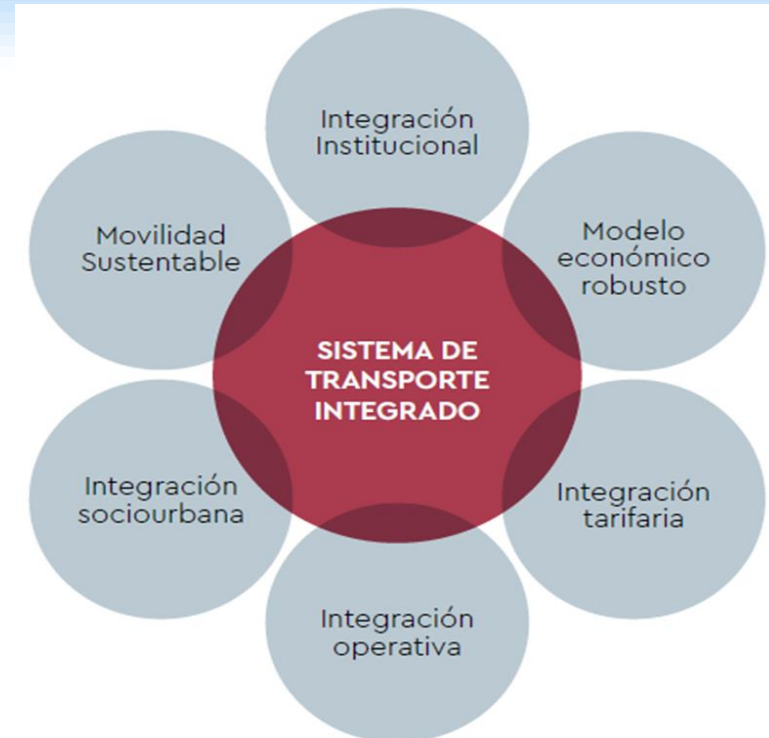 Integración
Institucional
Modelo
económico
robusto
Movilidad
Sustentable
SISTEMA DE
TRANSPORTE
INTEGRADO
Integración
sociourbana
Integración
tarifaria
Integración
operativa